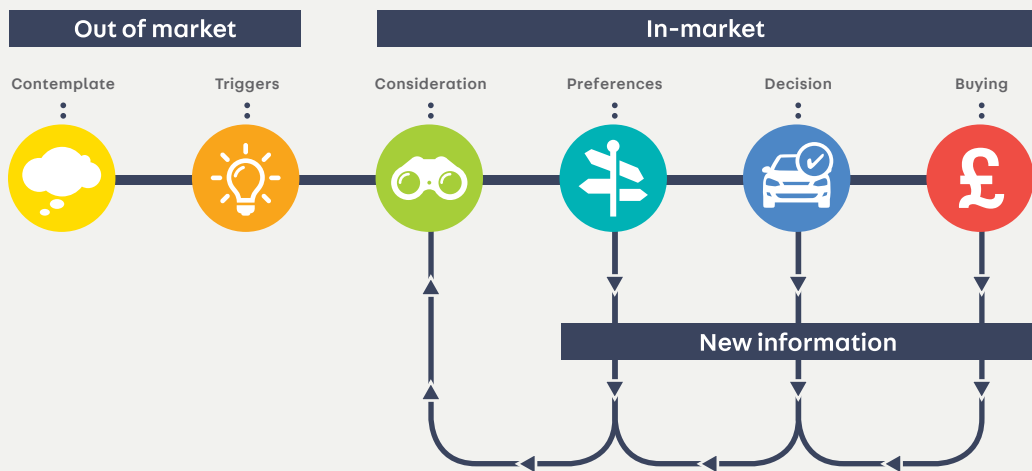 Out of market
In-market
Contemplate
Triggers
Consideration
Preferences
Decision
Buying
£
New information